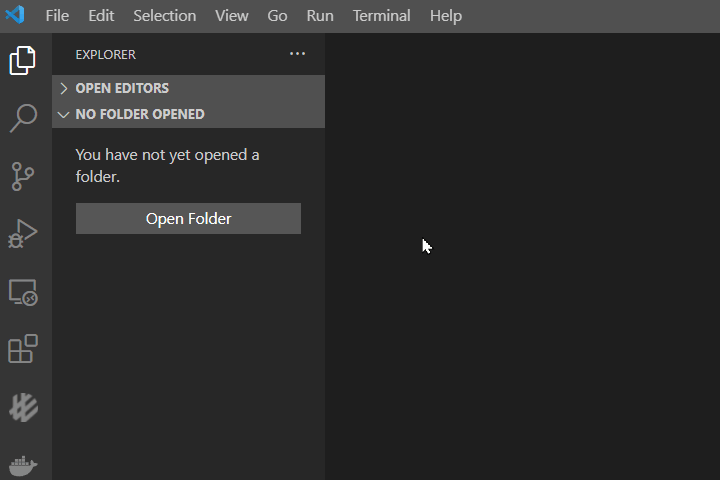 File Edit Selection View Go Run Terminal Help
EXPLORER
OPEN EDITORS
NO FOLDER OPENED
You have not yet opened a
folder.
Open Folder